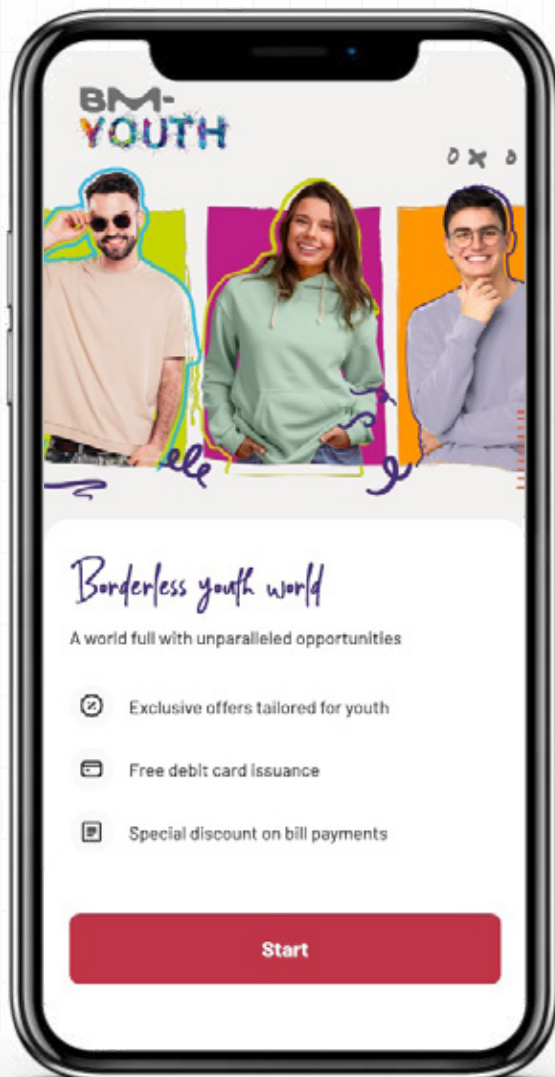 BM-
YOUTH
Borderless youth world
A world full with unparalleled opportunities
Exclusive offers tailored for youth
Free debit card issuance
Special discount on bill payments
Start